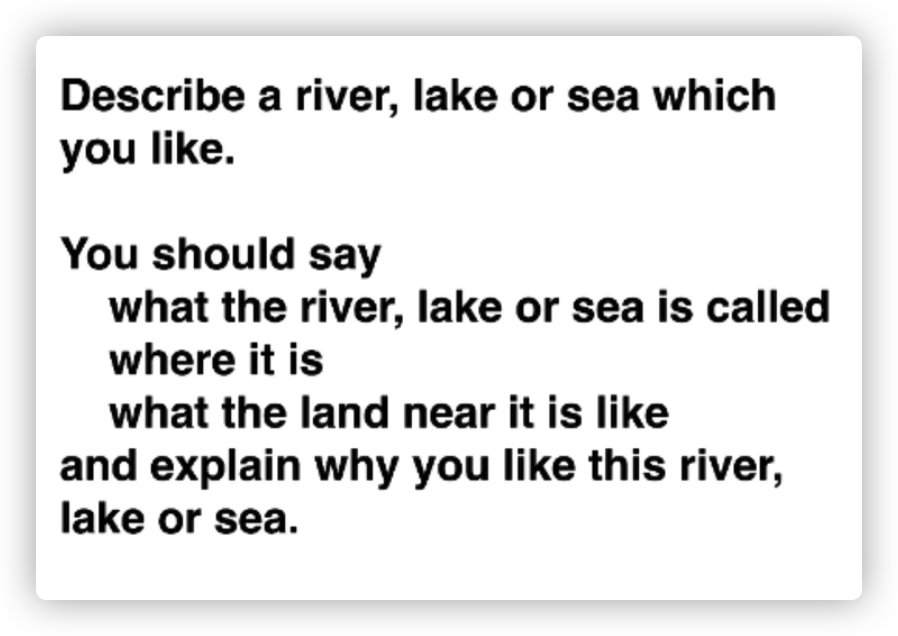 Describe a river, lake or sea which
you like.
You should say
what the river, lake or sea is called
where it is
what the land near it is like
and explain why you like this river,
lake or sea.